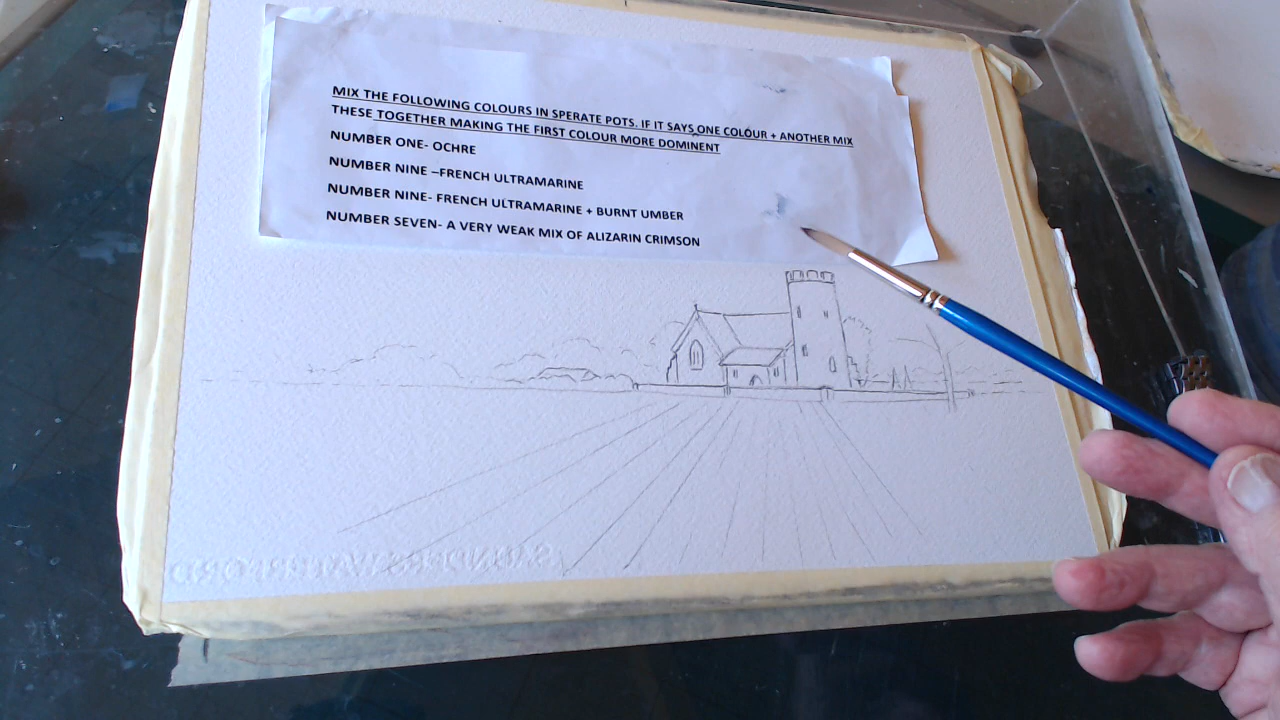 MIX THE FOLLOWING COLOURS IN SPERATE POTS. IF IT SAYS ONE COLOUR + ANOTHER MIX
THESE TOGETHER MAKING THE FIRST COLOUR MORE DOMINENT
NUMBER ONE- OCHRE
NUMBER NINE –FRENCH ULTRAMARINE
NUMBER NINE- FRENCH ULTRAMARINE + BURNT UMBER
NUMBER SEVEN- A VERY WEAK MIX OF ALIZARIN CRIMSON
SAUNDERS WATERFORD